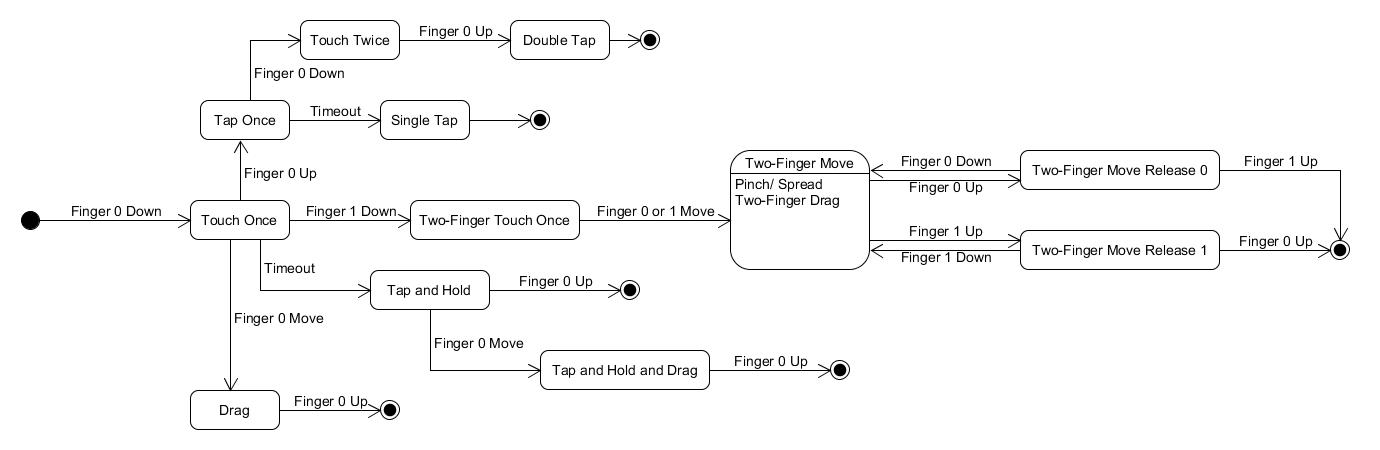 Touch Twice
Finger 0 Up
Double Tap
Finger 0 Down
Tap Once
Timeout
Single Tap
Finger 0 Up
Two-Finger Move
Pinch/ Spread
Two-Finger Drag
Finger 0 Down
Finger 0 Up
Two-Finger Move Release 0
Finger 1 Up
Finger 0 Down
Touch Once
Finger 1 Down
Two-Finger Touch Once
Finger 0 or 1 Move
Finger 1 Up
Finger 1 Down
Two-Finger Move Release 1
Finger 0 Up
Timeout
Tap and Hold
Finger 0 Up
Finger 0 Move
Finger 0 Move
Tap and Hold and Drag
Finger 0 Up
Drag
Finger 0 Up